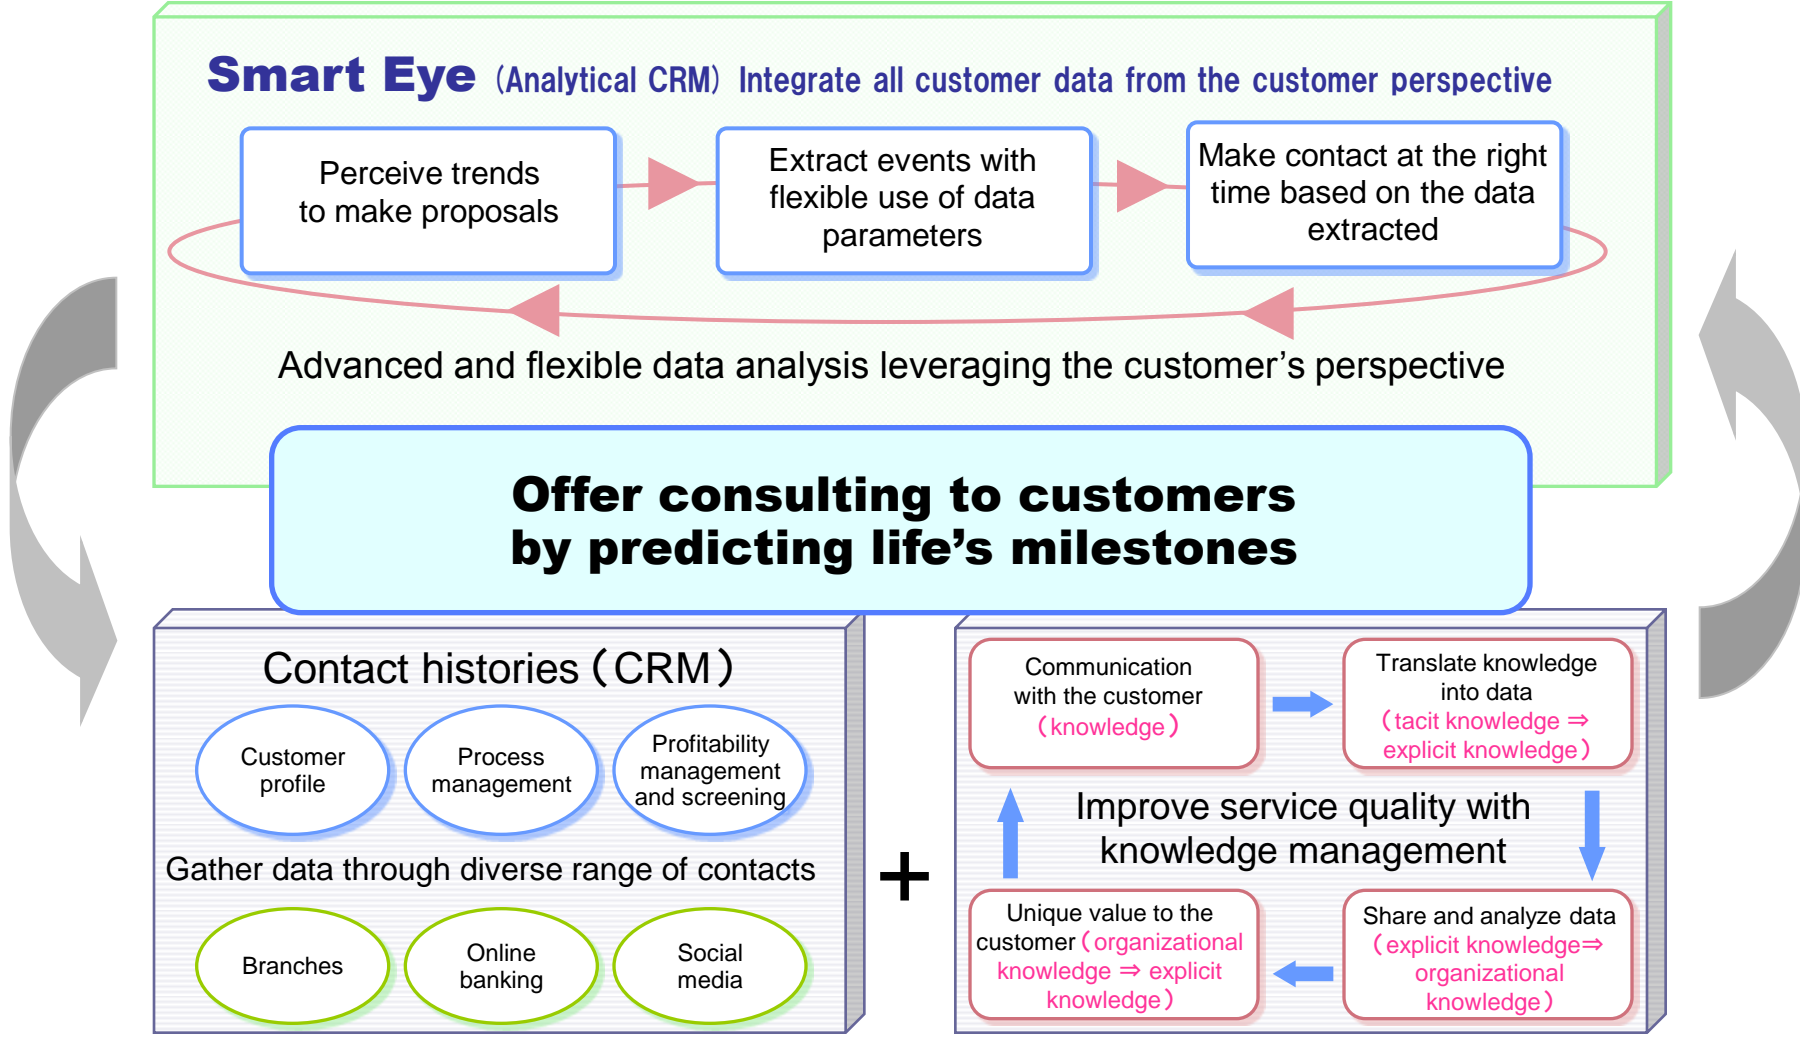 Smart Eye (Analytical CRM) Integrate all customer data from the customer perspective
Perceive trends
to make proposals
Extract events with
flexible use of data
parameters
Make contact at the right
time based on the data
extracted
Advanced and flexible data analysis leveraging the customer’s perspective
Offer consulting to customers
by predicting life’s milestones
Contact histories (CRM)
Customer
profile
Process
management
Profitability
management
and screening
Gather data through diverse range of contacts
Branches
Online
banking
Social
media
+
Communication
with the customer
(knowledge)
Translate knowledge
into data
(tacit knowledge ⇒
explicit knowledge)
Improve service quality with
knowledge management
Unique value to the
customer (organizational
knowledge ⇒ explicit
knowledge)
Share and analyze data
(explicit knowledge⇒
organizational
knowledge)